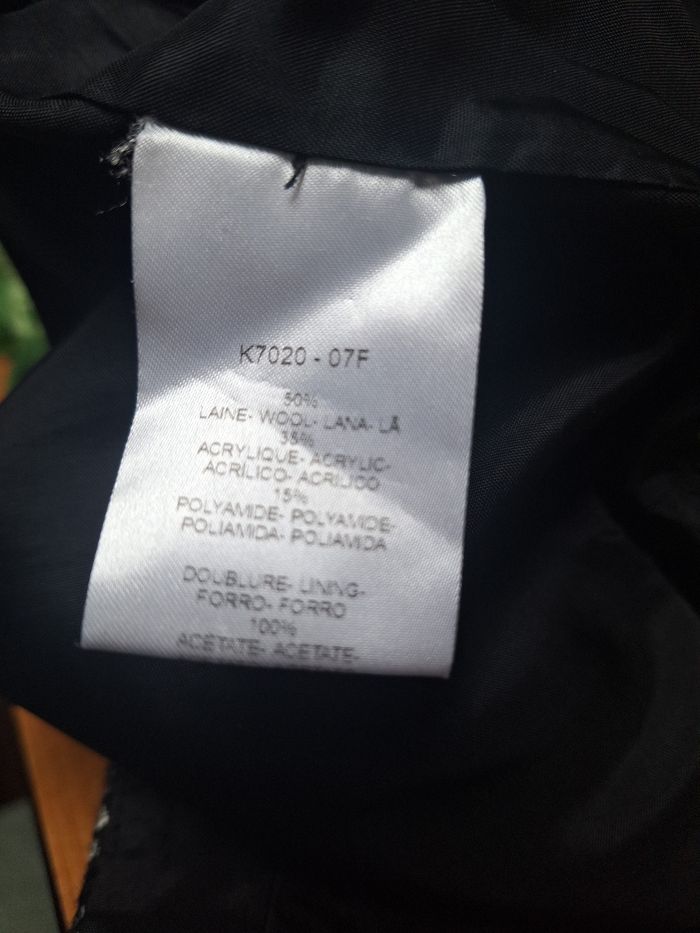 K7020 - 07F
50%
LAINE- WOOL- LANA- LÃ
35%
ACRYLIQUE- ACRYLIC-
ACRÍLICO- ACRÍLICO
15%
POLYAMIDE- POLYAMIDE-
POLIAMIDA- POLIAMIDA
DOUBLURE- LINING-
FORRO- FORRO
100%
ACÉTATE- ACETATE-